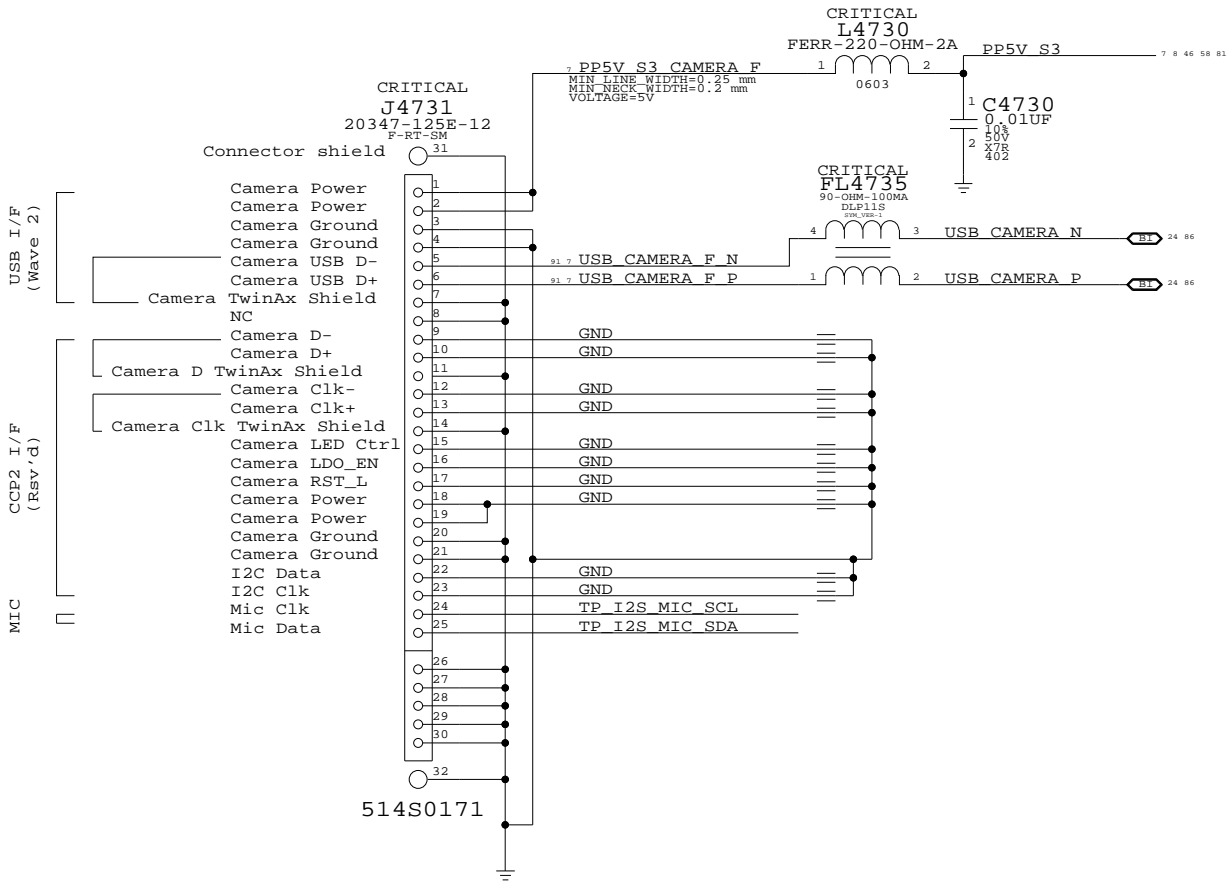 CRITICAL
L4730
FERR-220-OHM-2A
1 2
0603
PP5V_S3
7 8 46 58 81
7 PP5V_S3_CAMERA_F
MIN_LINE_WIDTH=0.25 mm
MIN_NECK_WIDTH=0.2 mm
VOLTAGE=5V
1 C4730
0.01UF
10%
50V
2 X7R
402
CRITICAL
J4731
20347-125E-12
F-RT-SM
Connector shield 31
USB I/F
(Wave 2)
Camera Power 1
Camera Power 2
Camera Ground 3
Camera Ground 4
Camera USB D- 5
91 7 USB_CAMERA_F_N
Camera USB D+ 6
91 7 USB_CAMERA_F_P
Camera TwinAx Shield 7
NC 8
CRITICAL
FL4735
90-OHM-100MA
DLP11S
SYM_VER-1
4 3 USB_CAMERA_N BI 24 86
1 2 USB_CAMERA_P BI 24 86
CCP2 I/F
(Rsv'd)
Camera D- 9 GND
Camera D+ 10 GND
Camera D TwinAx Shield 11
Camera Clk- 12 GND
Camera Clk+ 13 GND
Camera Clk TwinAx Shield 14
Camera LED Ctrl 15 GND
Camera LDO_EN 16 GND
Camera RST_L 17 GND
Camera Power 18 GND
Camera Power 19
Camera Ground 20
Camera Ground 21
I2C Data 22 GND
I2C Clk 23 GND
MIC
Mic Clk 24 TP_I2S_MIC_SCL
Mic Data 25 TP_I2S_MIC_SDA
26
27
28
29
30
32
514S0171